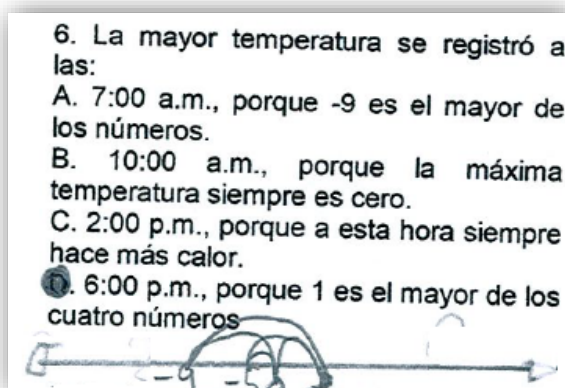 6. La mayor temperatura se registró a
las:
A. 7:00 a.m., porque -9 es el mayor de
los números.
B. 10:00 a.m., porque la máxima
temperatura siempre es cero.
C. 2:00 p.m., porque a esta hora siempre
hace más calor.
D. 6:00 p.m., porque 1 es el mayor de los
cuatro números